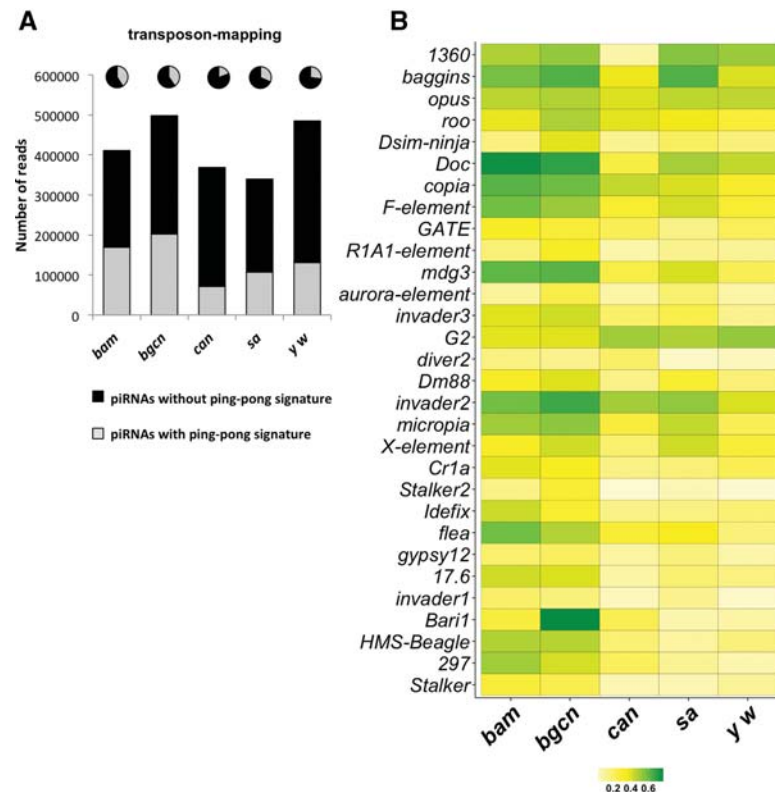 A
transposon-mapping
600000
500000
400000
300000
200000
100000
0
Number of reads
bam
bgcn
can
sa
y w
piRNAs without ping-pong signature
piRNAs with ping-pong signature
B
1360
baggins
opus
roo
Dsim-ninja
Doc
copia
F-element
GATE
R1A1-element
mdg3
aurora-element
invader3
G2
diver2
Dm88
invader2
micropia
X-element
Cr1a
Stalker2
Idefix
flea
gypsy12
17.6
invader1
Bari1
HMS-Beagle
297
Stalker
bam
bgcn
can
sa
y w
0.2 0.4 0.6